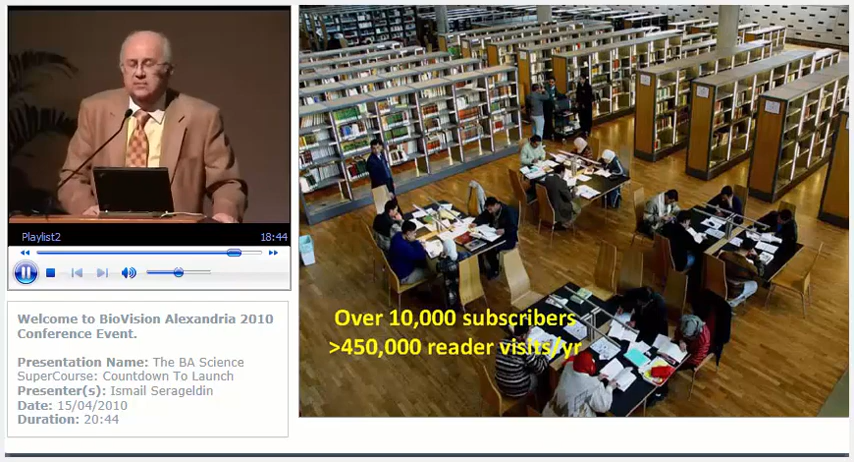 Playlist2 18:44
Welcome to BioVision Alexandria 2010
Conference Event.
Presentation Name: The BA Science
SuperCourse: Countdown To Launch
Presenter(s): Ismail Serageldin
Date: 15/04/2010
Duration: 20:44
Over 10,000 subscribers
>450,000 reader visits/yr